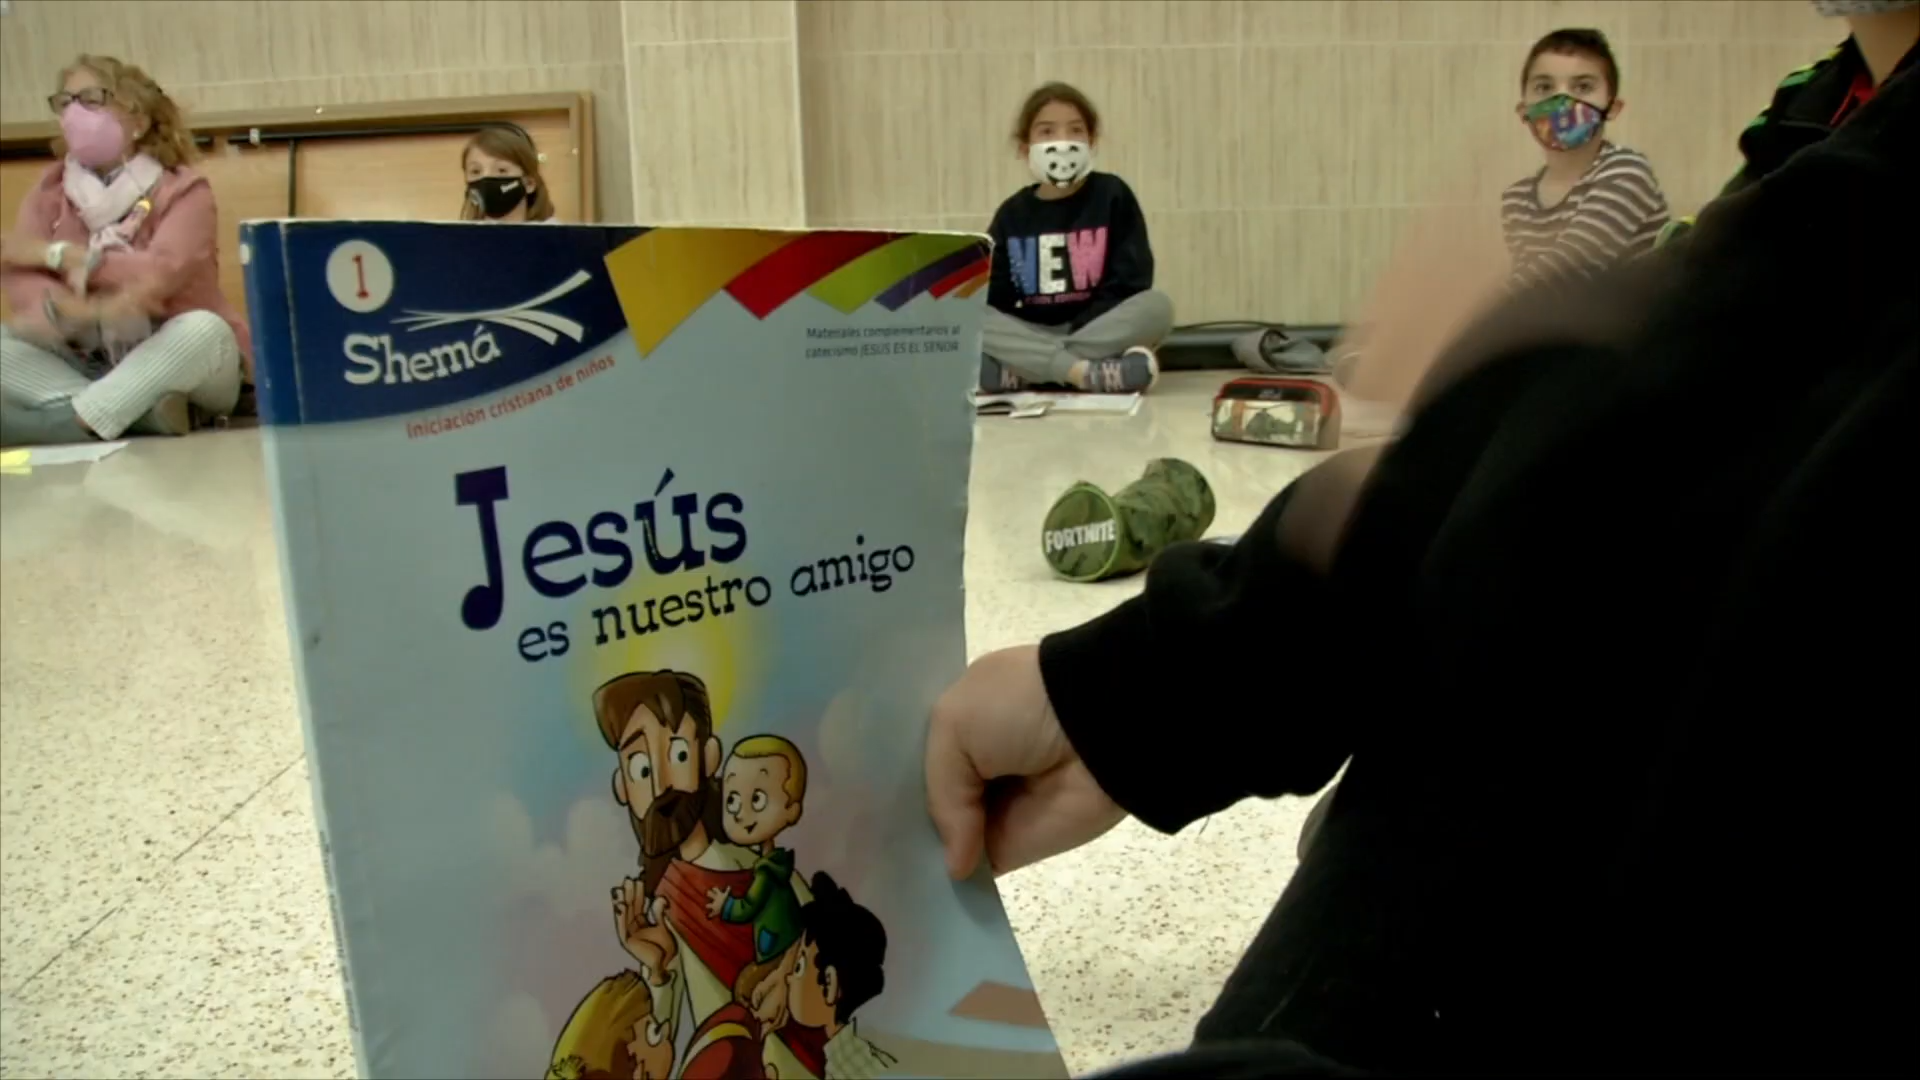 1
Shemá
Iniciación cristiana de niños
Materiales complementarios al
catecismo JESÚS ES EL SEÑOR
Jesús
es nuestro amigo
NEW
FORTNITE